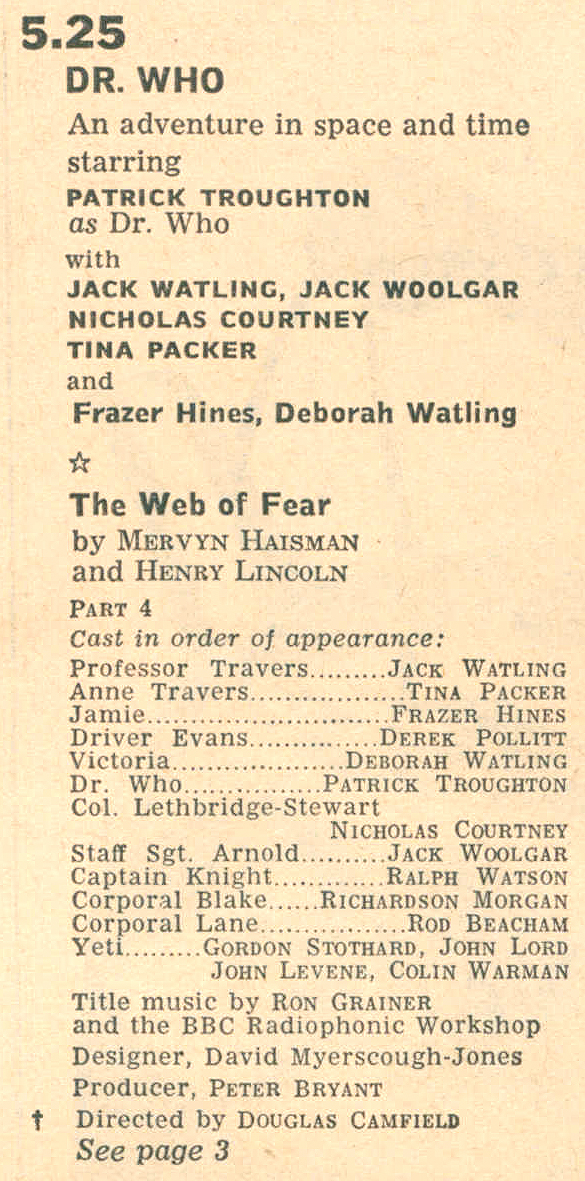 5.25
DR. WHO
An adventure in space and time
starring
PATRICK TROUGHTON
as Dr. Who
with
JACK WATLING, JACK WOOLGAR
NICHOLAS COURTNEY
TINA PACKER
and
Frazer Hines, Deborah Watling
☆
The Web of Fear
by MERVYN HAISMAN
and HENRY LINCOLN
PART 4
Cast in order of appearance:
Professor Travers.........JACK WATLING
Anne Travers..................TINA PACKER
Jamie............................FRAZER HINES
Driver Evans...............DEREK POLLITT
Victoria....................DEBORAH WATLING
Dr. Who................PATRICK TROUGHTON
Col. Lethbridge-Stewart
NICHOLAS COURTNEY
Staff Sgt. Arnold..........JACK WOOLGAR
Captain Knight.............RALPH WATSON
Corporal Blake......RICHARDSON MORGAN
Corporal Lane.................ROD BEACHAM
Yeti.........GORDON STOTHARD, JOHN LORD
JOHN LEVENE, COLIN WARMAN
Title music by RON GRAINER
and the BBC Radiophonic Workshop
Designer, David Myerscough-Jones
Producer, PETER BRYANT
† Directed by DOUGLAS CAMFIELD
See page 3